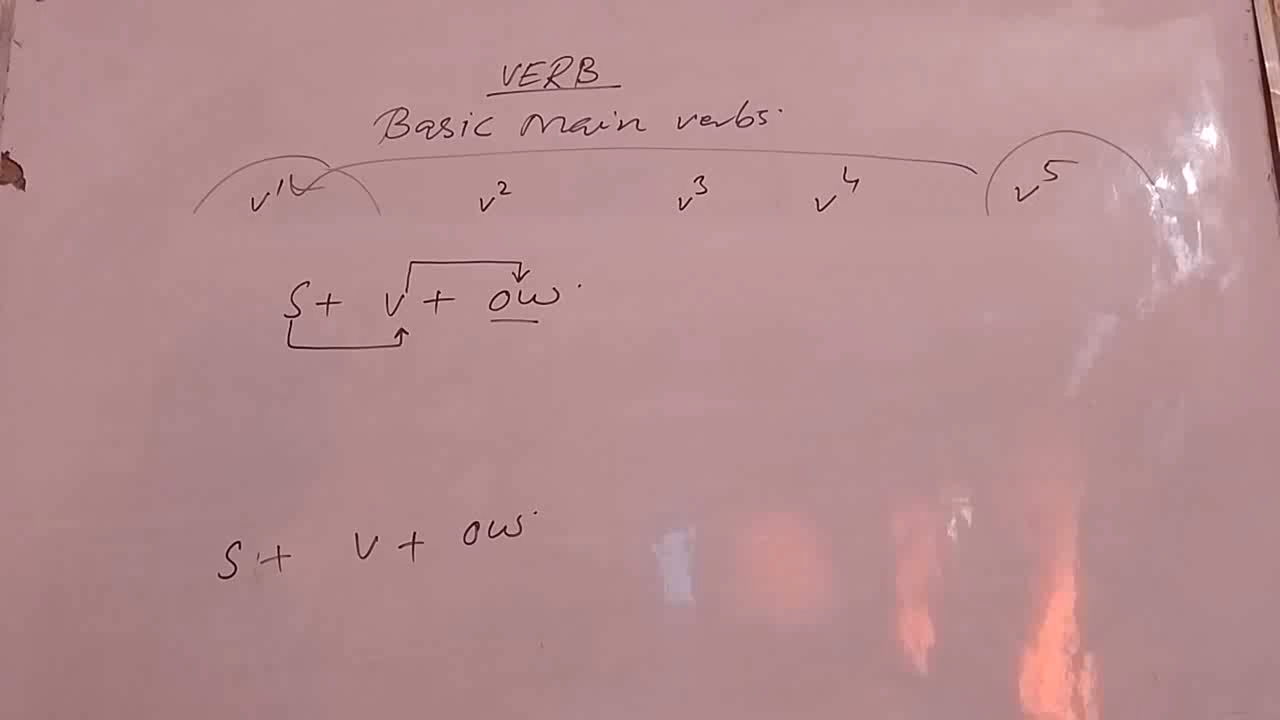 VERB
Basic main verbs.
v¹ v² v³ v⁴ v⁵
S + V + ow.
S + V + ow.